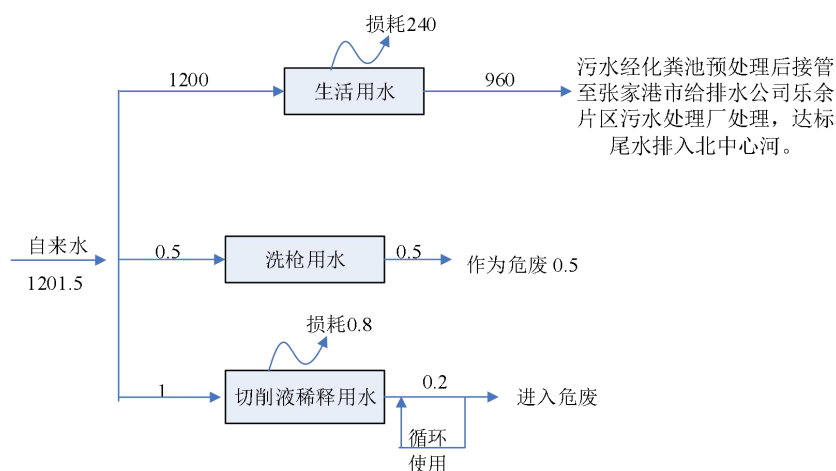 损耗240
1200
生活用水
960
污水经化粪池预处理后接管
至张家港市给排水公司乐余
片区污水处理厂处理，达标
尾水排入北中心河。
自来水
1201.5
0.5
洗枪用水
0.5
作为危废 0.5
损耗0.8
1
切削液稀释用水
0.2
进入危废
循环
使用